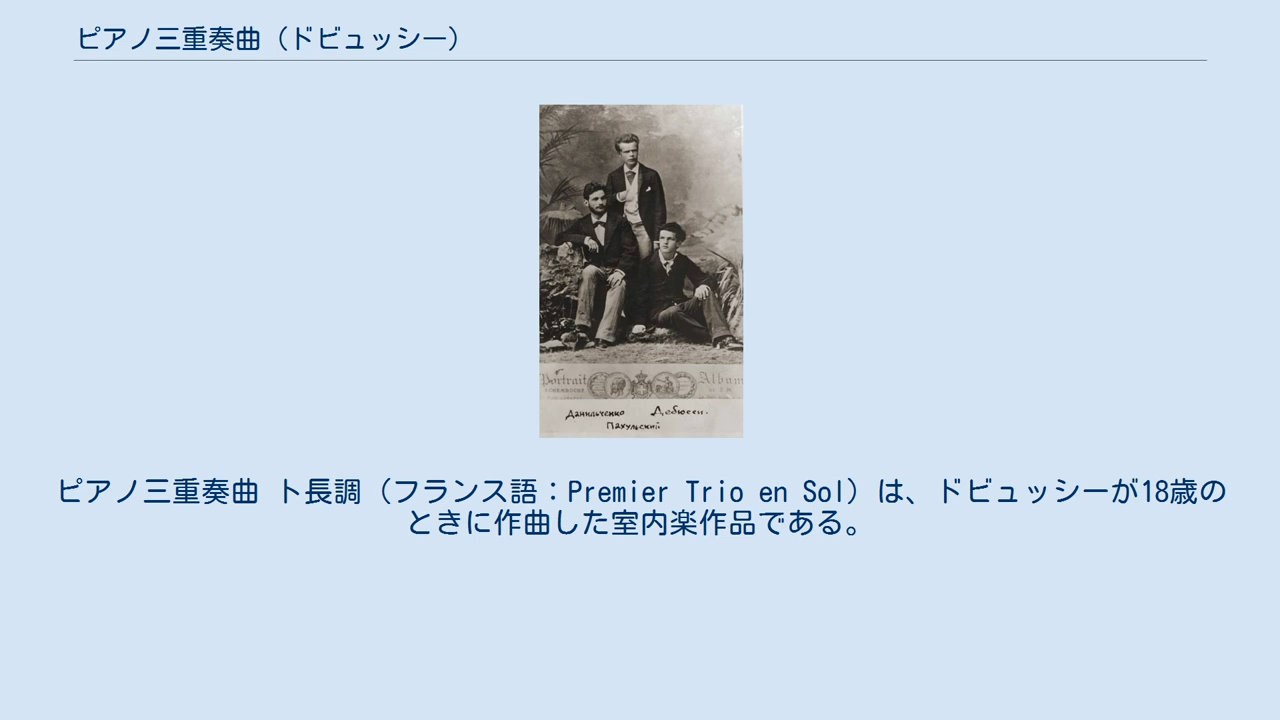 ピアノ三重奏曲（ドビュッシー）
Portrait Album
Данильченко Дебюсси.
Пахульский
ピアノ三重奏曲 ト長調（フランス語：Premier Trio en Sol）は、ドビュッシーが18歳の
ときに作曲した室内楽作品である。